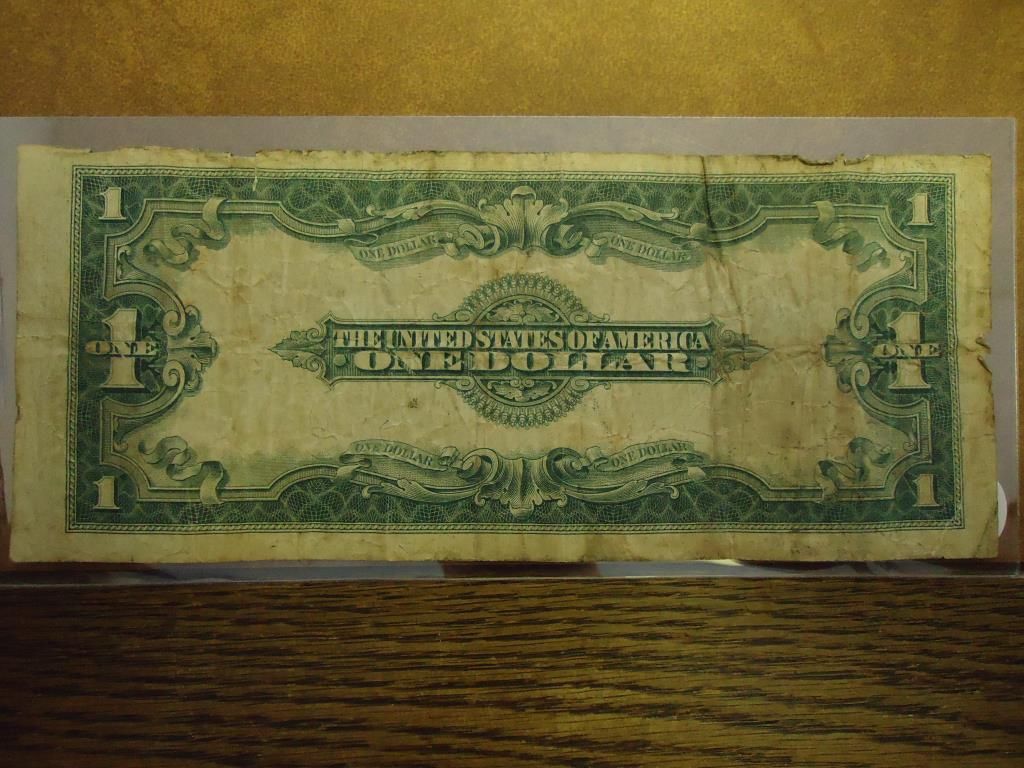 1 1
ONE DOLLAR ONE DOLLAR
THE UNITED STATES OF AMERICA
ONE 1 ONE DOLLAR ONE 1
ONE DOLLAR ONE DOLLAR
1 1